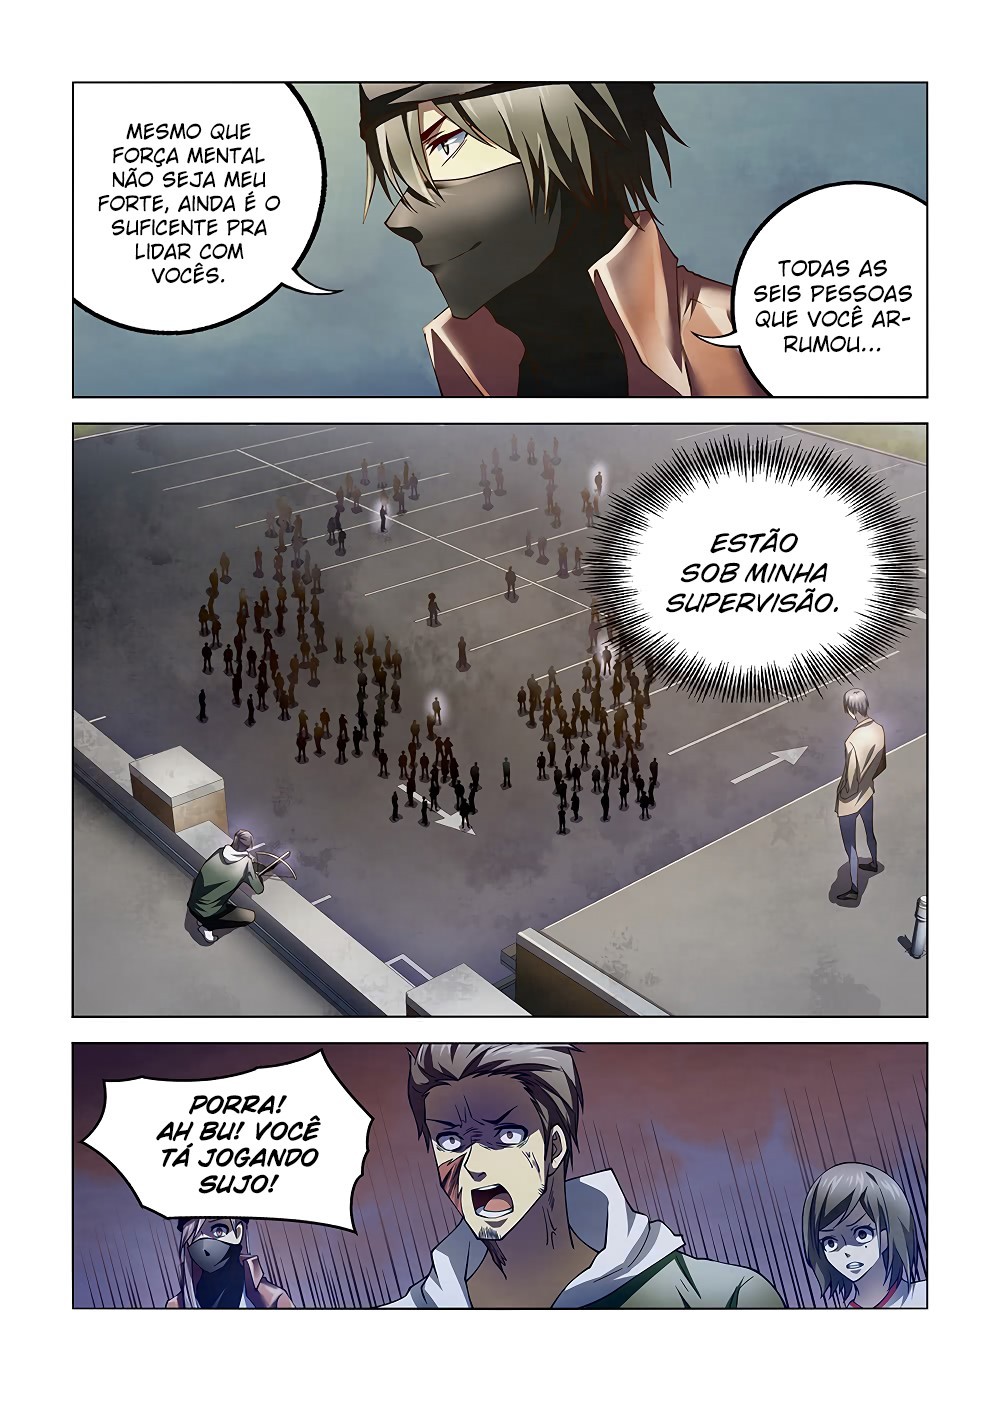 MESMO QUE
FORÇA MENTAL
NÃO SEJA MEU
FORTE, AINDA É O
SUFICENTE PRA
LIDAR COM
VOCÊS.
TODAS AS
SEIS PESSOAS
QUE VOCÊ AR-
RUMOU...
ESTÃO
SOB MINHA
SUPERVISÃO.
PORRA!
AH BU! VOCÊ
TÁ JOGANDO
SUJO!